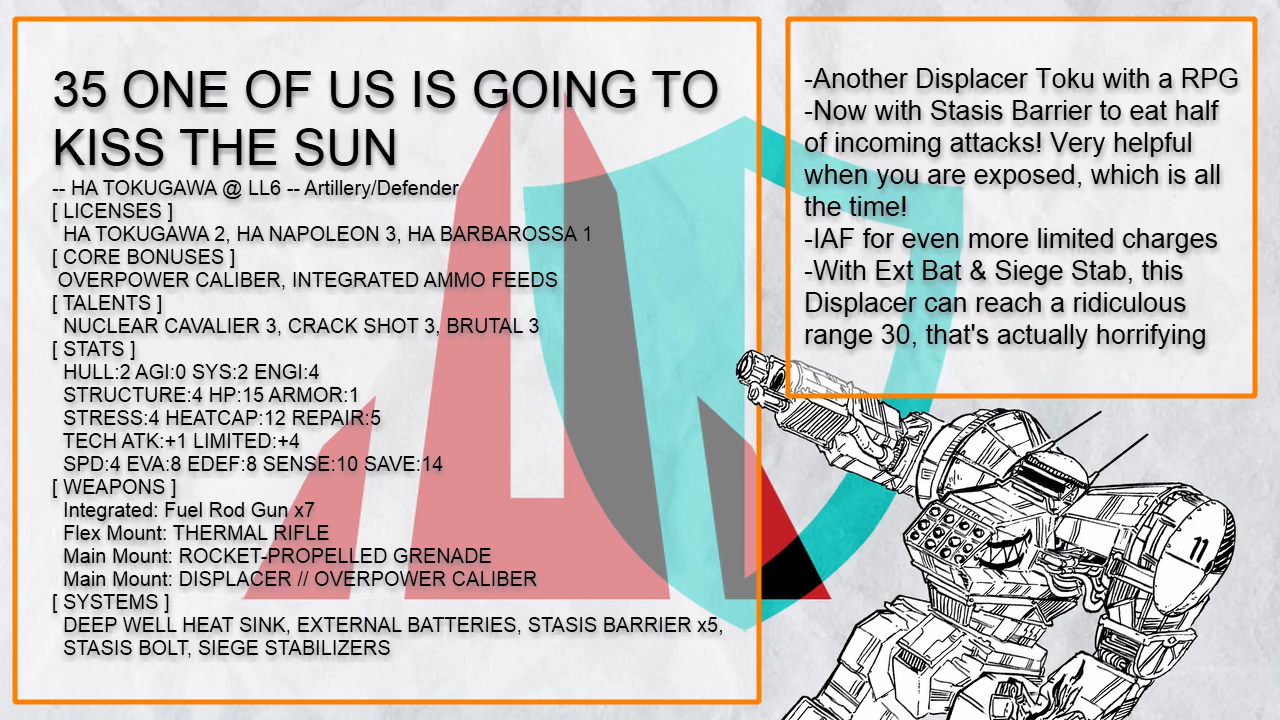 35 ONE OF US IS GOING TO
KISS THE SUN
-- HA TOKUGAWA @ LL6 -- Artillery/Defender
[ LICENSES ]
HA TOKUGAWA 2, HA NAPOLEON 3, HA BARBAROSSA 1
[ CORE BONUSES ]
OVERPOWER CALIBER, INTEGRATED AMMO FEEDS
[ TALENTS ]
NUCLEAR CAVALIER 3, CRACK SHOT 3, BRUTAL 3
[ STATS ]
HULL:2 AGI:0 SYS:2 ENGI:4
STRUCTURE:4 HP:15 ARMOR:1
STRESS:4 HEATCAP:12 REPAIR:5
TECH ATK:+1 LIMITED:+4
SPD:4 EVA:8 EDEF:8 SENSE:10 SAVE:14
[ WEAPONS ]
Integrated: Fuel Rod Gun x7
Flex Mount: THERMAL RIFLE
Main Mount: ROCKET-PROPELLED GRENADE
Main Mount: DISPLACER // OVERPOWER CALIBER
[ SYSTEMS ]
DEEP WELL HEAT SINK, EXTERNAL BATTERIES, STASIS BARRIER x5,
STASIS BOLT, SIEGE STABILIZERS
-Another Displacer Toku with a RPG
-Now with Stasis Barrier to eat half
of incoming attacks! Very helpful
when you are exposed, which is all
the time!
-IAF for even more limited charges
-With Ext Bat & Siege Stab, this
Displacer can reach a ridiculous
range 30, that's actually horrifying
11